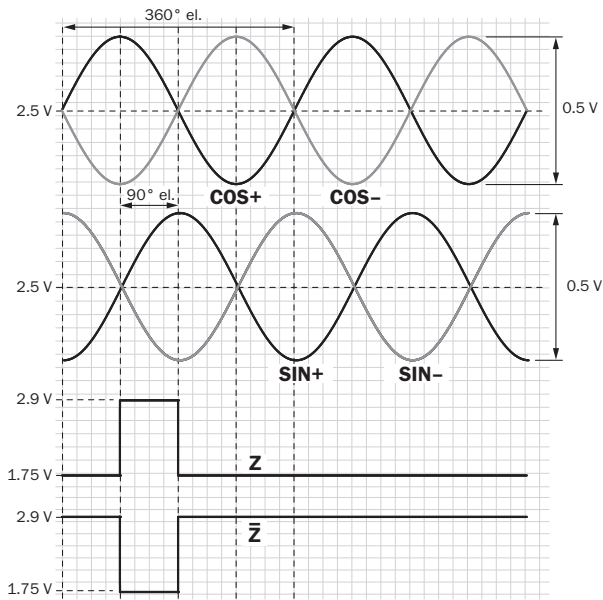 360° el.
2.5 V
0.5 V
90° el.
COS+ COS–
2.5 V
0.5 V
SIN+ SIN–
2.9 V
Z
1.75 V
2.9 V
Z̅
1.75 V